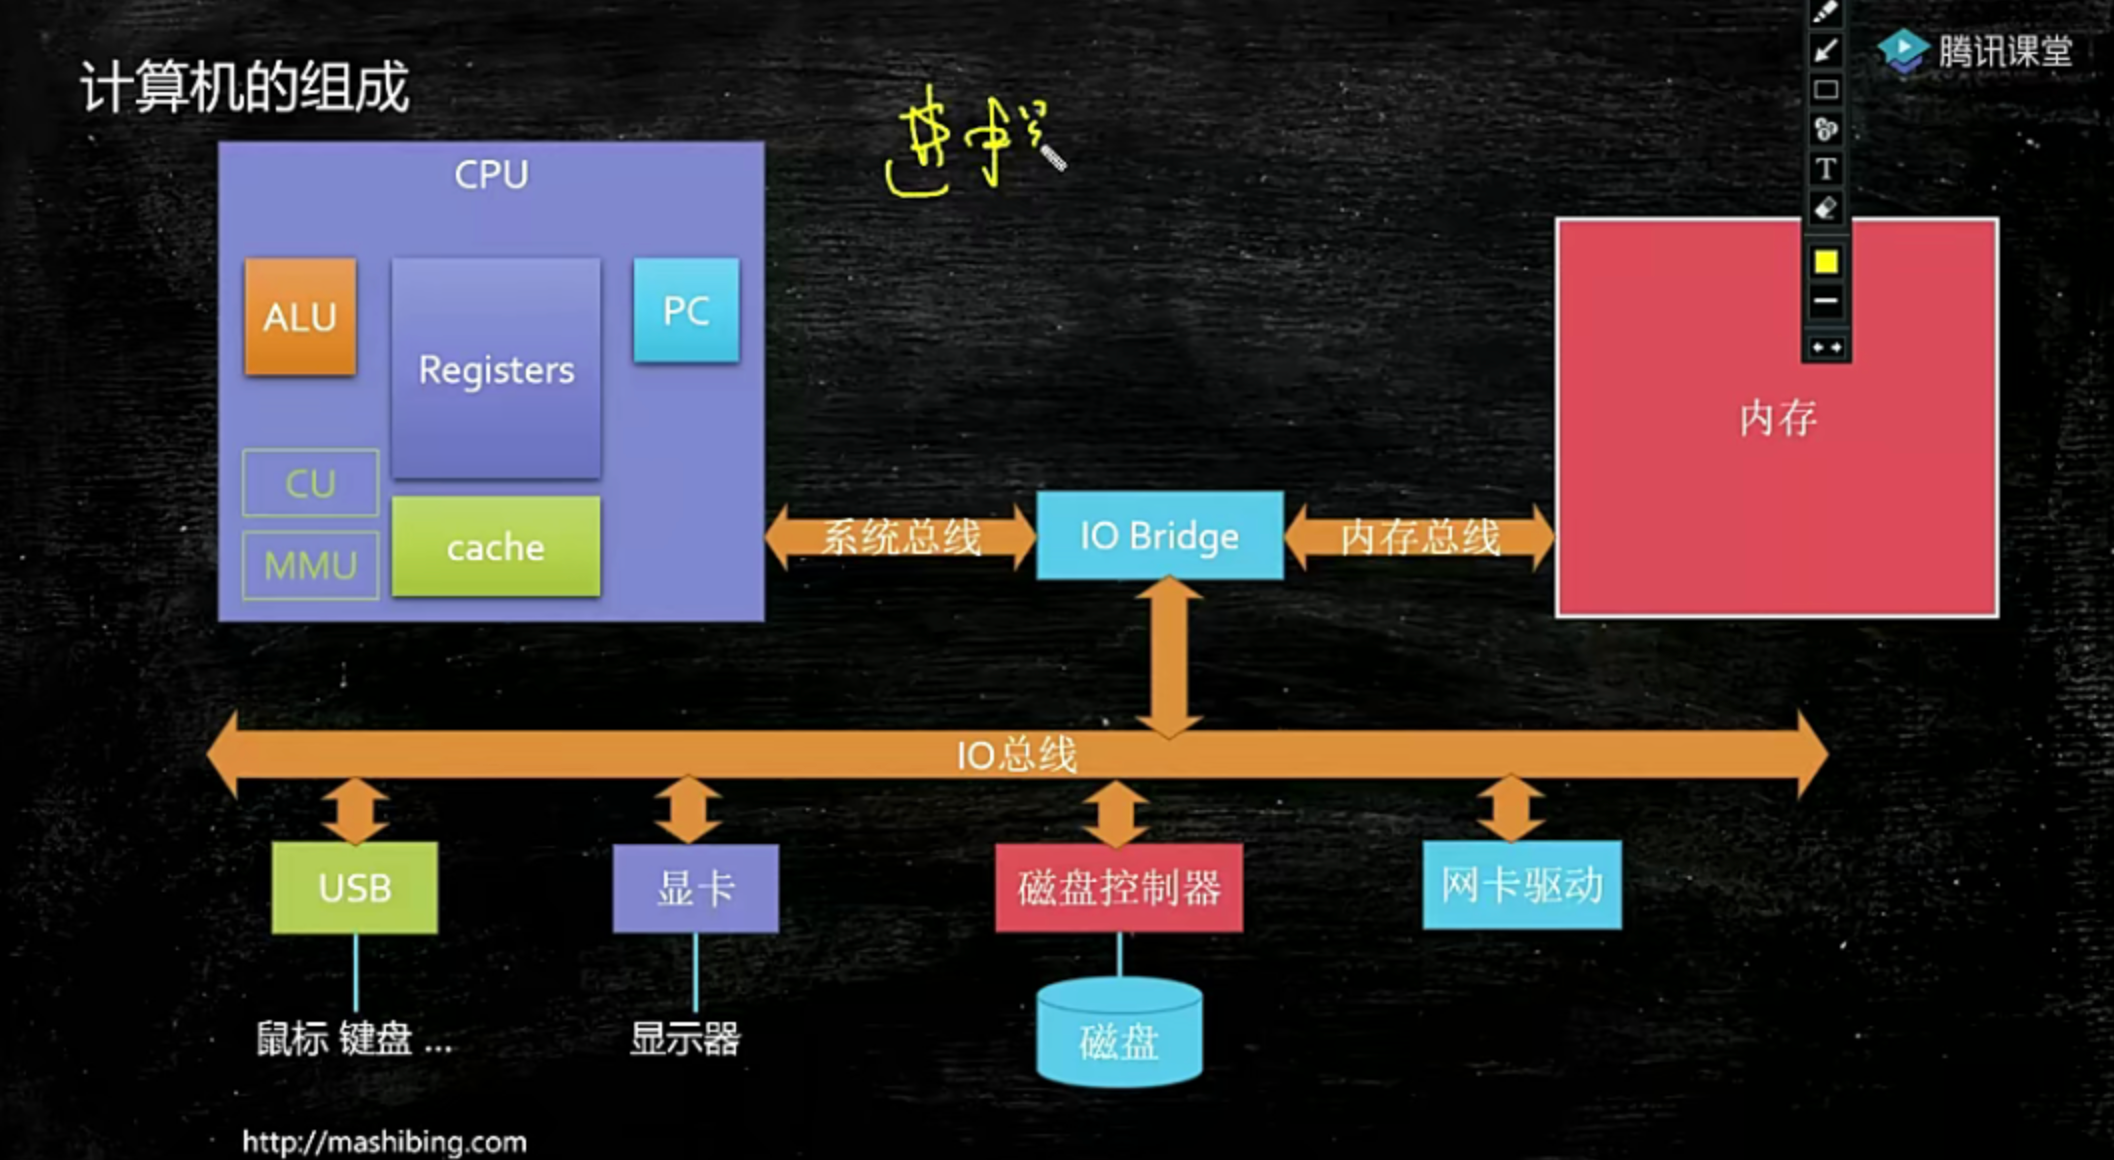 腾讯课堂
计算机的组成
CPU
ALU
Registers
PC
T
内存
CU
MMU
cache
系统总线
IO Bridge
内存总线
IO总线
USB
显卡
磁盘控制器
网卡驱动
鼠标 键盘 ...
显示器
磁盘
http://mashibing.com